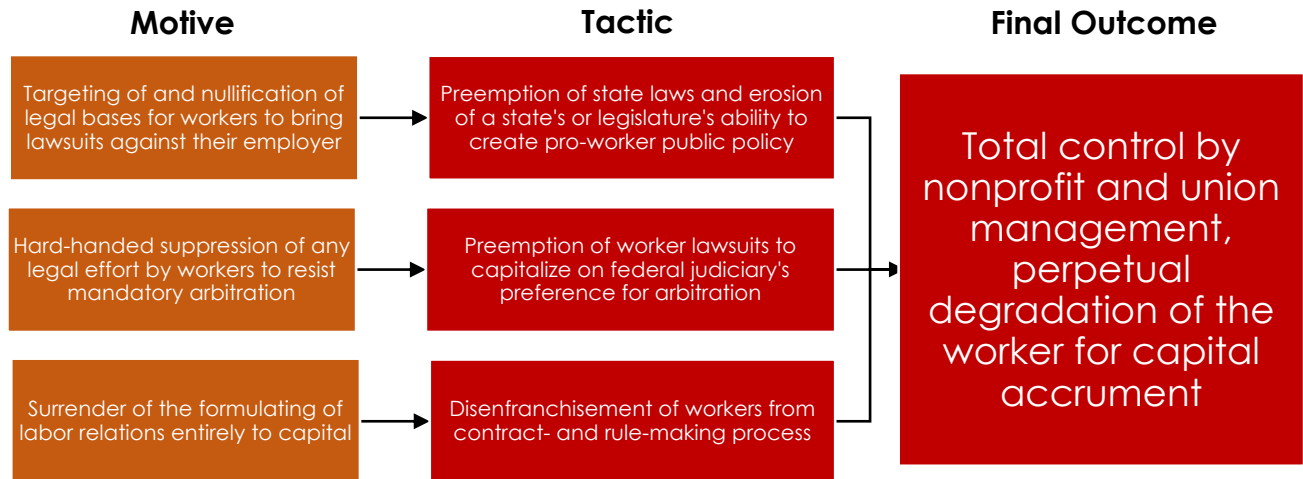 Motive
Tactic
Final Outcome
Targeting of and nullification of
legal bases for workers to bring
lawsuits against their employer
Preemption of state laws and erosion
of a state's or legislature's ability to
create pro-worker public policy
Hard-handed suppression of any
legal effort by workers to resist
mandatory arbitration
Preemption of worker lawsuits to
capitalize on federal judiciary's
preference for arbitration
Surrender of the formulating of
labor relations entirely to capital
Disenfranchisement of workers from
contract- and rule-making process
Total control by
nonprofit and union
management,
perpetual
degradation of the
worker for capital
accrument